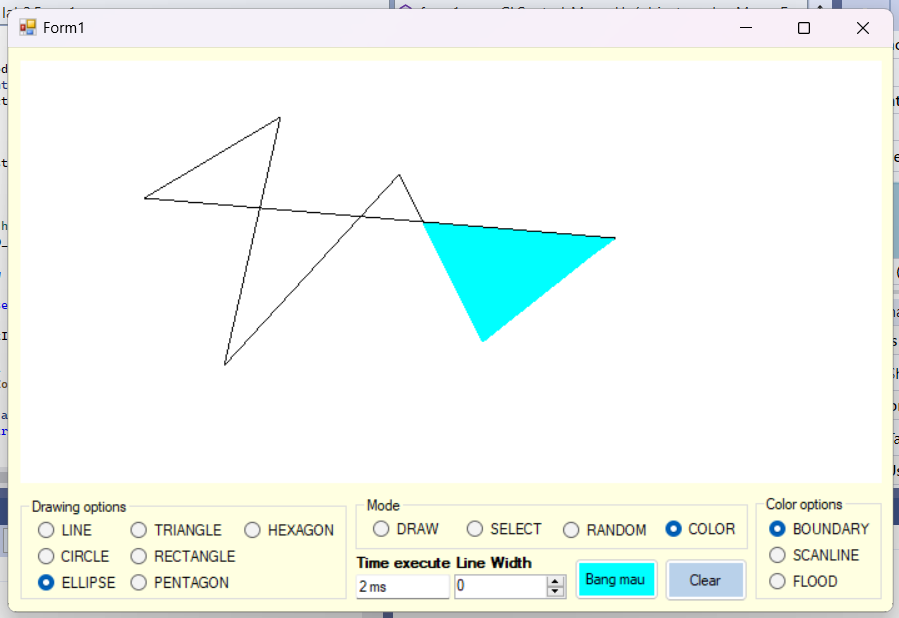 Form1
Drawing options
LINE TRIANGLE HEXAGON
CIRCLE RECTANGLE
ELLIPSE PENTAGON
Mode
DRAW SELECT RANDOM COLOR
Time execute Line Width
2 ms 0 Bang mau Clear
Color options
BOUNDARY
SCANLINE
FLOOD